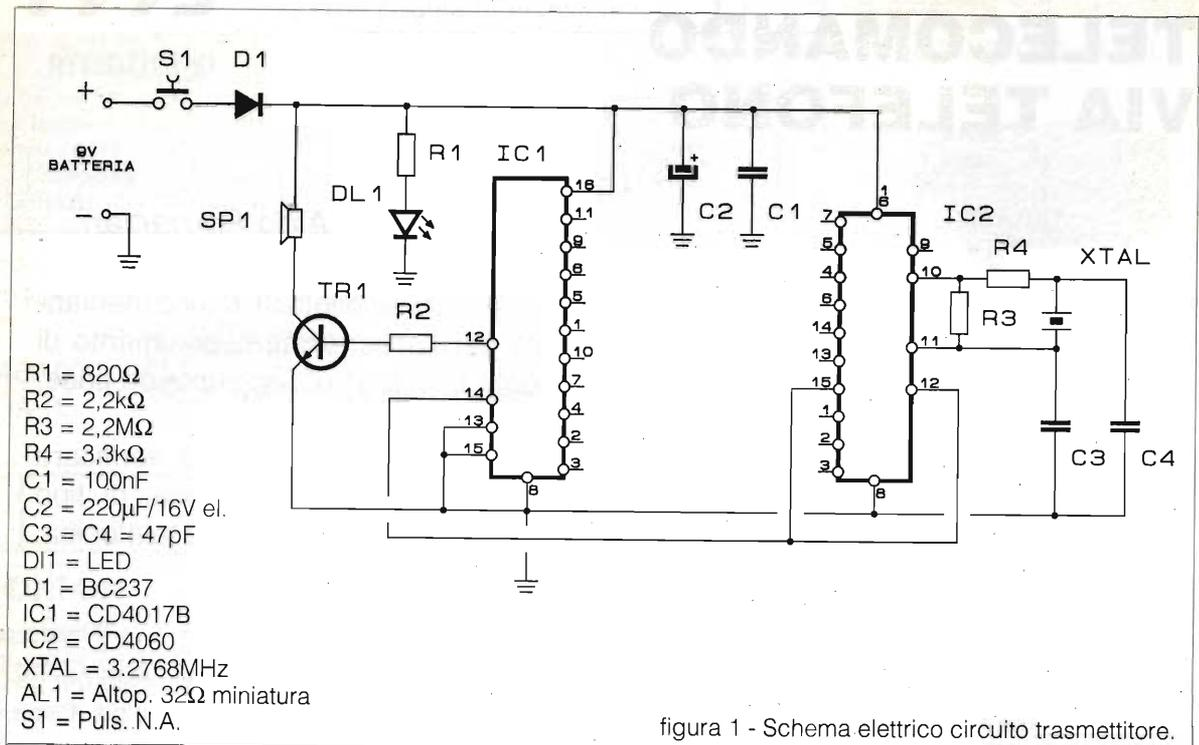 TELECOMANDO
VIA TELEFONO
S1 D1
+
9V
BATTERIA
-
SP1
R1
DL1
TR1
R2
IC1
16
11
9
6
5
1
10
7
4
2
3
12
14
13
15
8
+
C2
C1
IC2
1
6
7
5
4
6
14
13
15
1
2
3
9
10
11
12
8
R4
XTAL
R3
C3
C4
R1 = 820Ω
R2 = 2,2kΩ
R3 = 2,2MΩ
R4 = 3,3kΩ
C1 = 100nF
C2 = 220µF/16V el.
C3 = C4 = 47pF
Dl1 = LED
D1 = BC237
IC1 = CD4017B
IC2 = CD4060
XTAL = 3.2768MHz
AL1 = Altop. 32Ω miniatura
S1 = Puls. N.A.
figura 1 - Schema elettrico circuito trasmettitore.